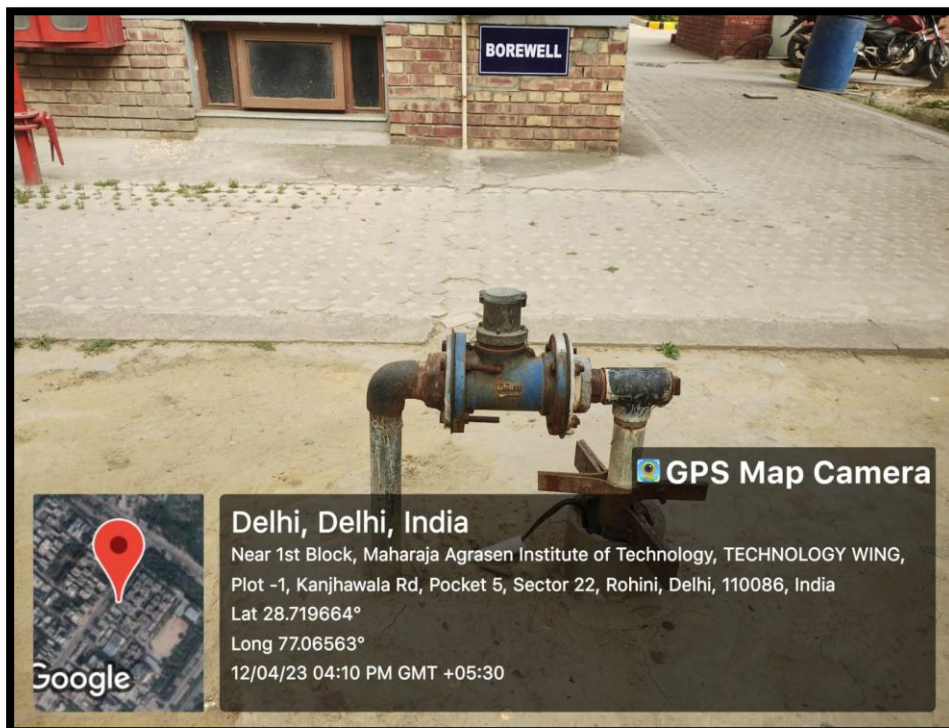 BOREWELL
GPS Map Camera
Delhi, Delhi, India
Near 1st Block, Maharaja Agrasen Institute of Technology, TECHNOLOGY WING,
Plot -1, Kanjhawala Rd, Pocket 5, Sector 22, Rohini, Delhi, 110086, India
Lat 28.719664°
Long 77.06563°
12/04/23 04:10 PM GMT +05:30
Google